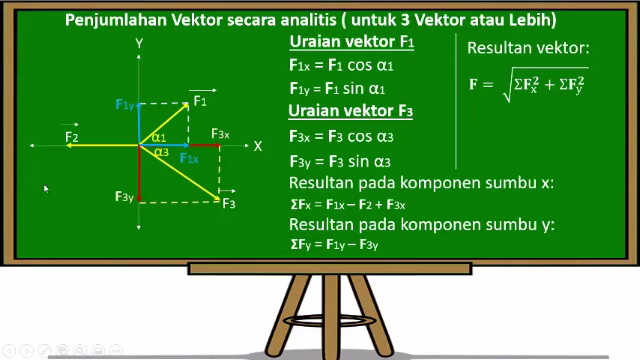 Penjumlahan Vektor secara analitis ( untuk 3 Vektor atau Lebih)
Y
F1y
F1
F2
α1
α3
F1x
F3x
X
F3y
F3
Uraian vektor F1
F1x = F1 cos α1
F1y = F1 sin α1
Uraian vektor F3
F3x = F3 cos α3
F3y = F3 sin α3
Resultan pada komponen sumbu x:
ΣFx = F1x – F2 + F3x
Resultan pada komponen sumbu y:
ΣFy = F1y – F3y
Resultan vektor:
F = √ΣFx² + ΣFy²